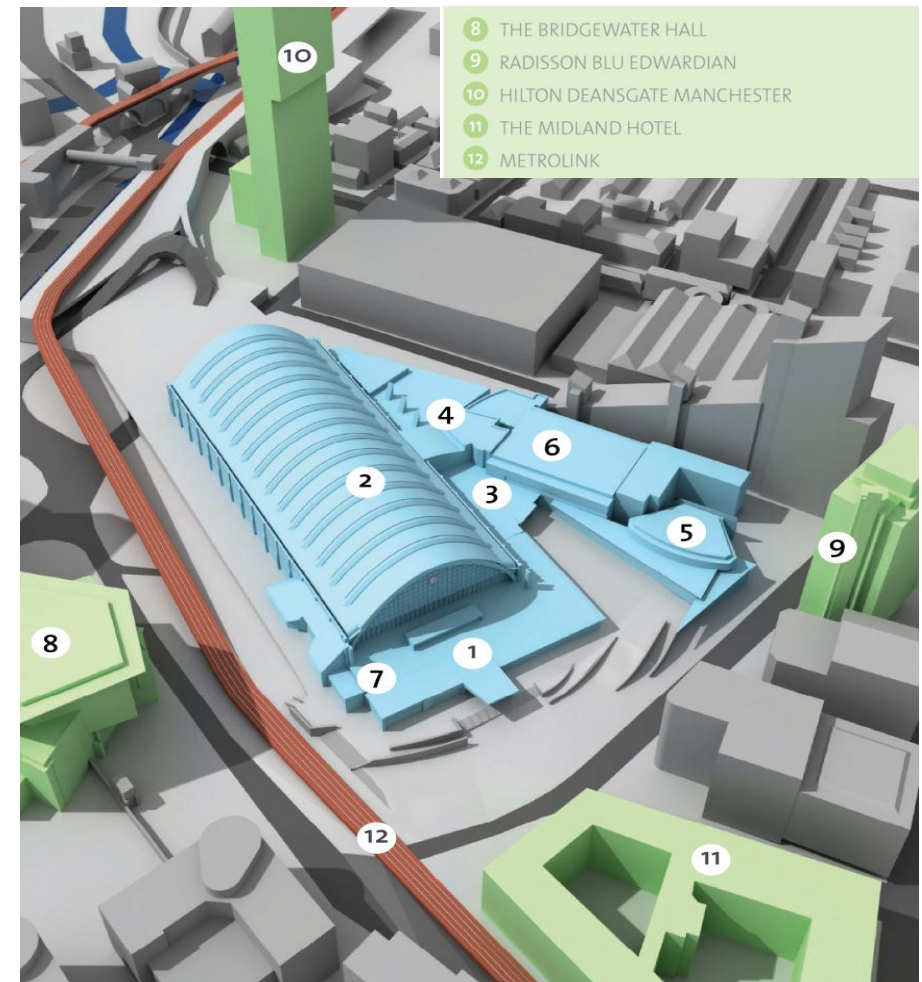 8 THE BRIDGEWATER HALL
9 RADISSON BLU EDWARDIAN
10 HILTON DEANSGATE MANCHESTER
11 THE MIDLAND HOTEL
12 METROLINK
10
4
6
2
3
5
9
8
1
7
12
11